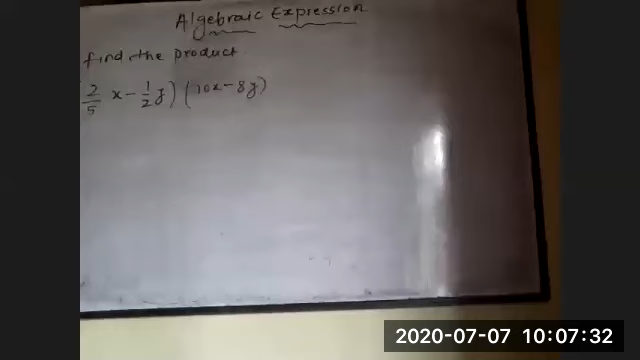 Algebraic Expression
find the product
2/5 x - 1/2 y) (10x - 8y)
2020-07-07 10:07:32